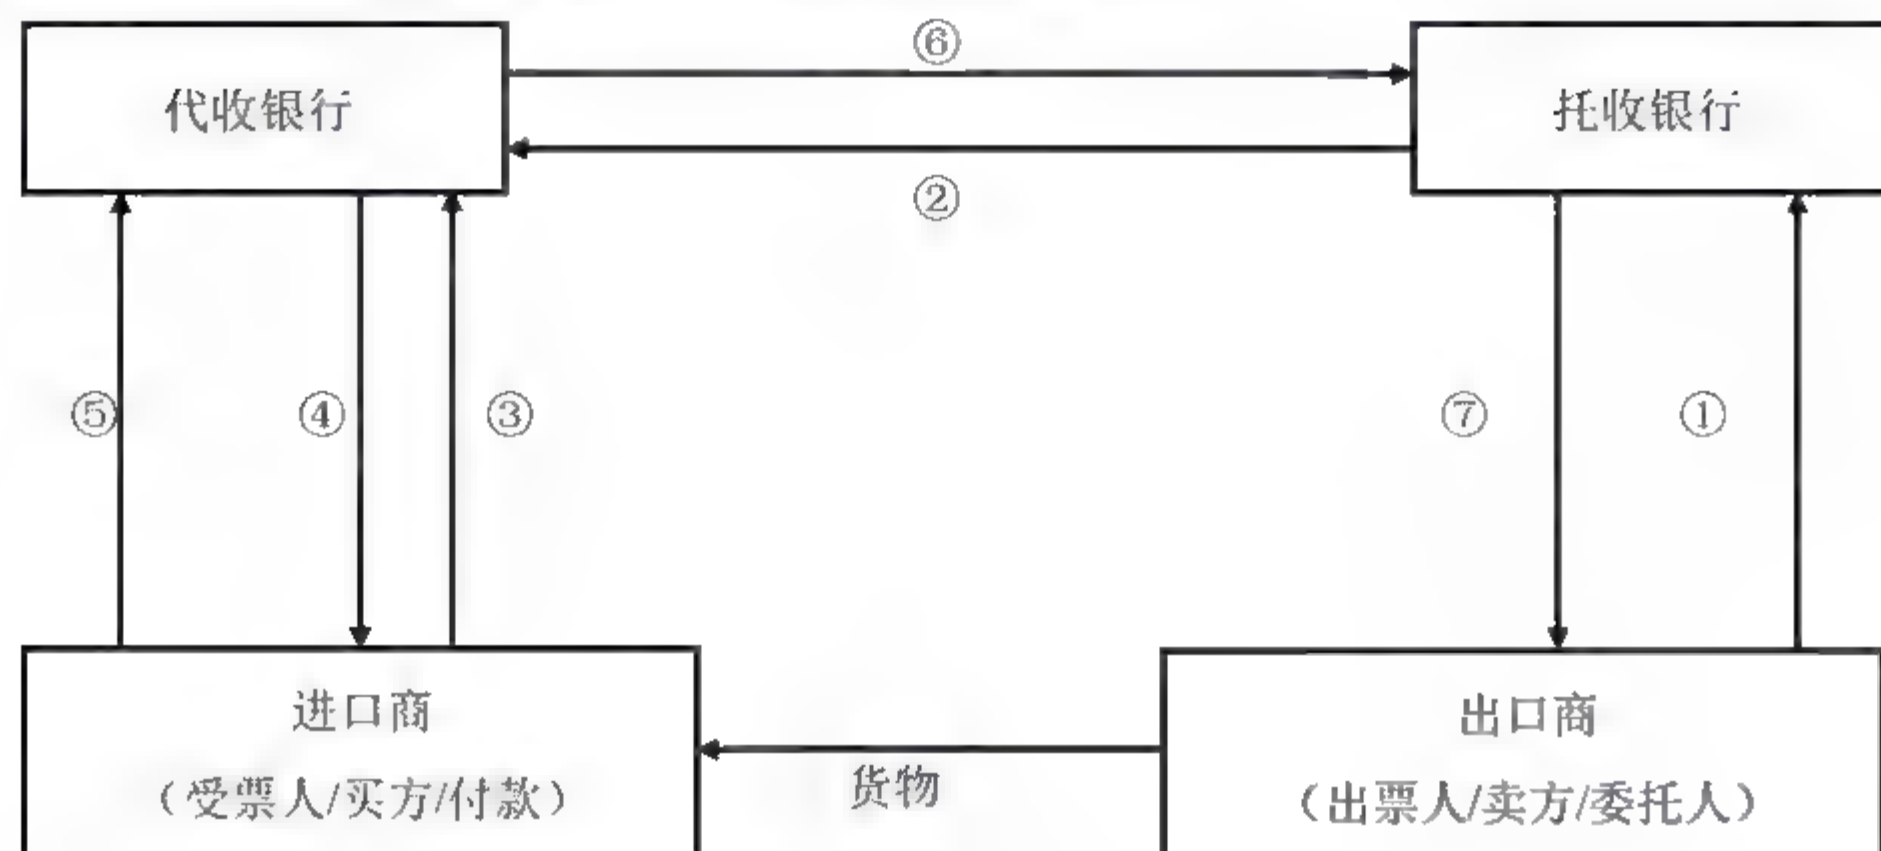 ⑥
代收银行
托收银行
②
⑤
④
③
⑦
①
进口商
出口商
货物
（受票人/买方/付款）
（出票人/卖方/委托人）